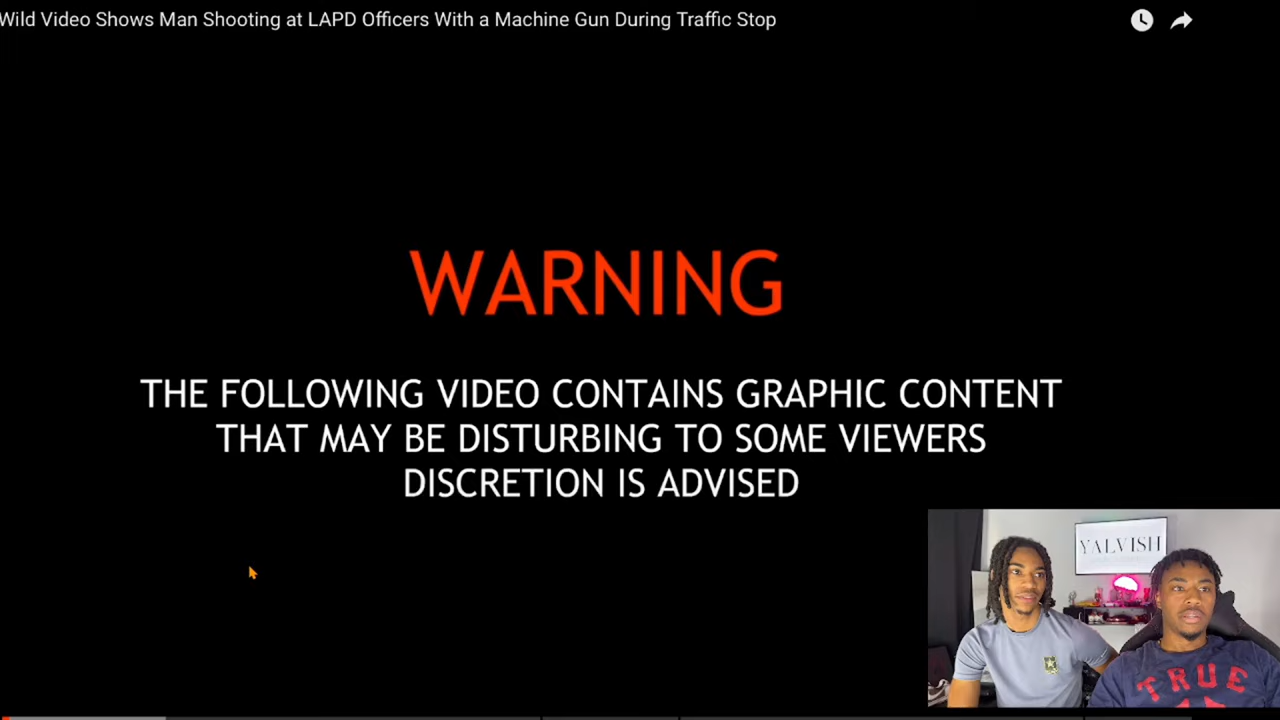 Wild Video Shows Man Shooting at LAPD Officers With a Machine Gun During Traffic Stop
WARNING
THE FOLLOWING VIDEO CONTAINS GRAPHIC CONTENT
THAT MAY BE DISTURBING TO SOME VIEWERS
DISCRETION IS ADVISED
YALVISH
TRUE